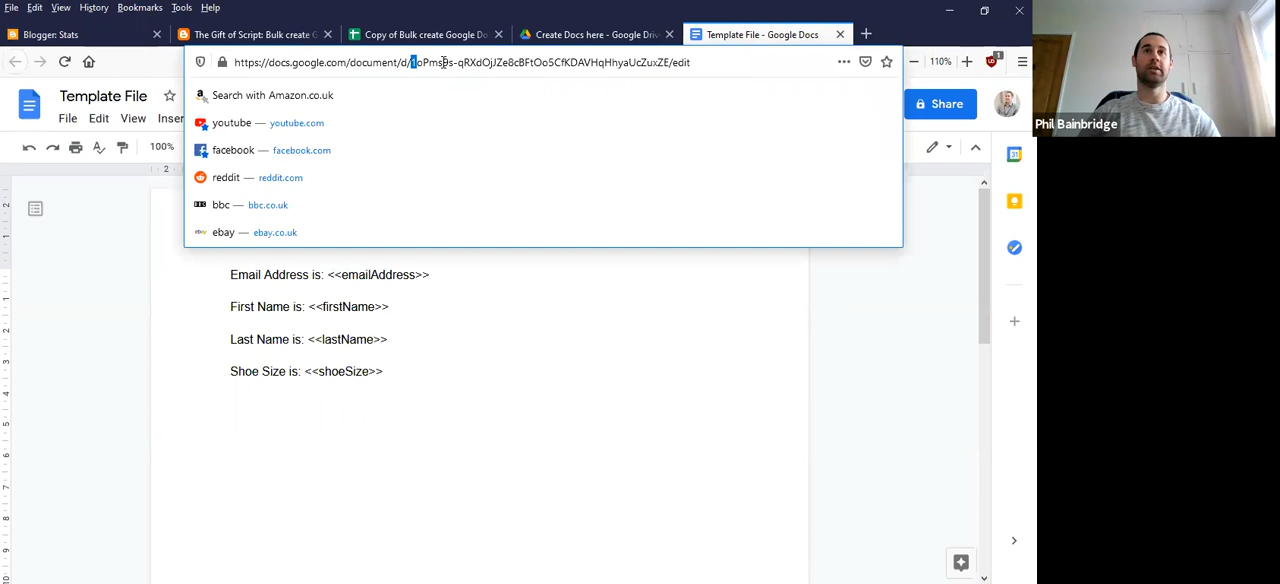 File Edit View History Bookmarks Tools Help
Blogger: Stats
The Gift of Script: Bulk create G
Copy of Bulk create Google Do
Create Docs here - Google Driv
Template File - Google Docs
https://docs.google.com/document/d/1oPmsPs-qRXdOjJZe8cBFtOo5CfKDAVHqHhyaUcZuxZE/edit
110%
Search with Amazon.co.uk
youtube — youtube.com
facebook — facebook.com
reddit — reddit.com
bbc — bbc.co.uk
ebay — ebay.co.uk
Template File
File Edit View Inser
Share
100%
Phil Bainbridge
Email Address is: <<emailAddress>>
First Name is: <<firstName>>
Last Name is: <<lastName>>
Shoe Size is: <<shoeSize>>